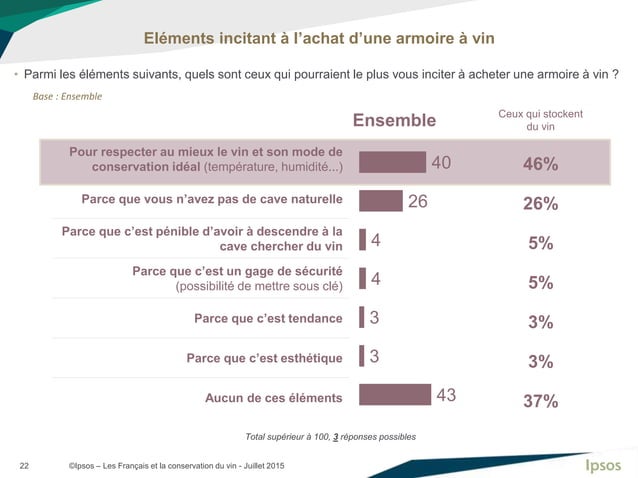 Eléments incitant à l’achat d’une armoire à vin
• Parmi les éléments suivants, quels sont ceux qui pourraient le plus vous inciter à acheter une armoire à vin ?
Base : Ensemble
Ensemble
Ceux qui stockent
du vin
Pour respecter au mieux le vin et son mode de
conservation idéal (température, humidité...)
40
46%
Parce que vous n’avez pas de cave naturelle
26
26%
Parce que c’est pénible d’avoir à descendre à la
cave chercher du vin
4
5%
Parce que c’est un gage de sécurité
(possibilité de mettre sous clé)
4
5%
Parce que c’est tendance
3
3%
Parce que c’est esthétique
3
3%
Aucun de ces éléments
43
37%
Total supérieur à 100, 3 réponses possibles
22
©Ipsos – Les Français et la conservation du vin - Juillet 2015
Ipsos